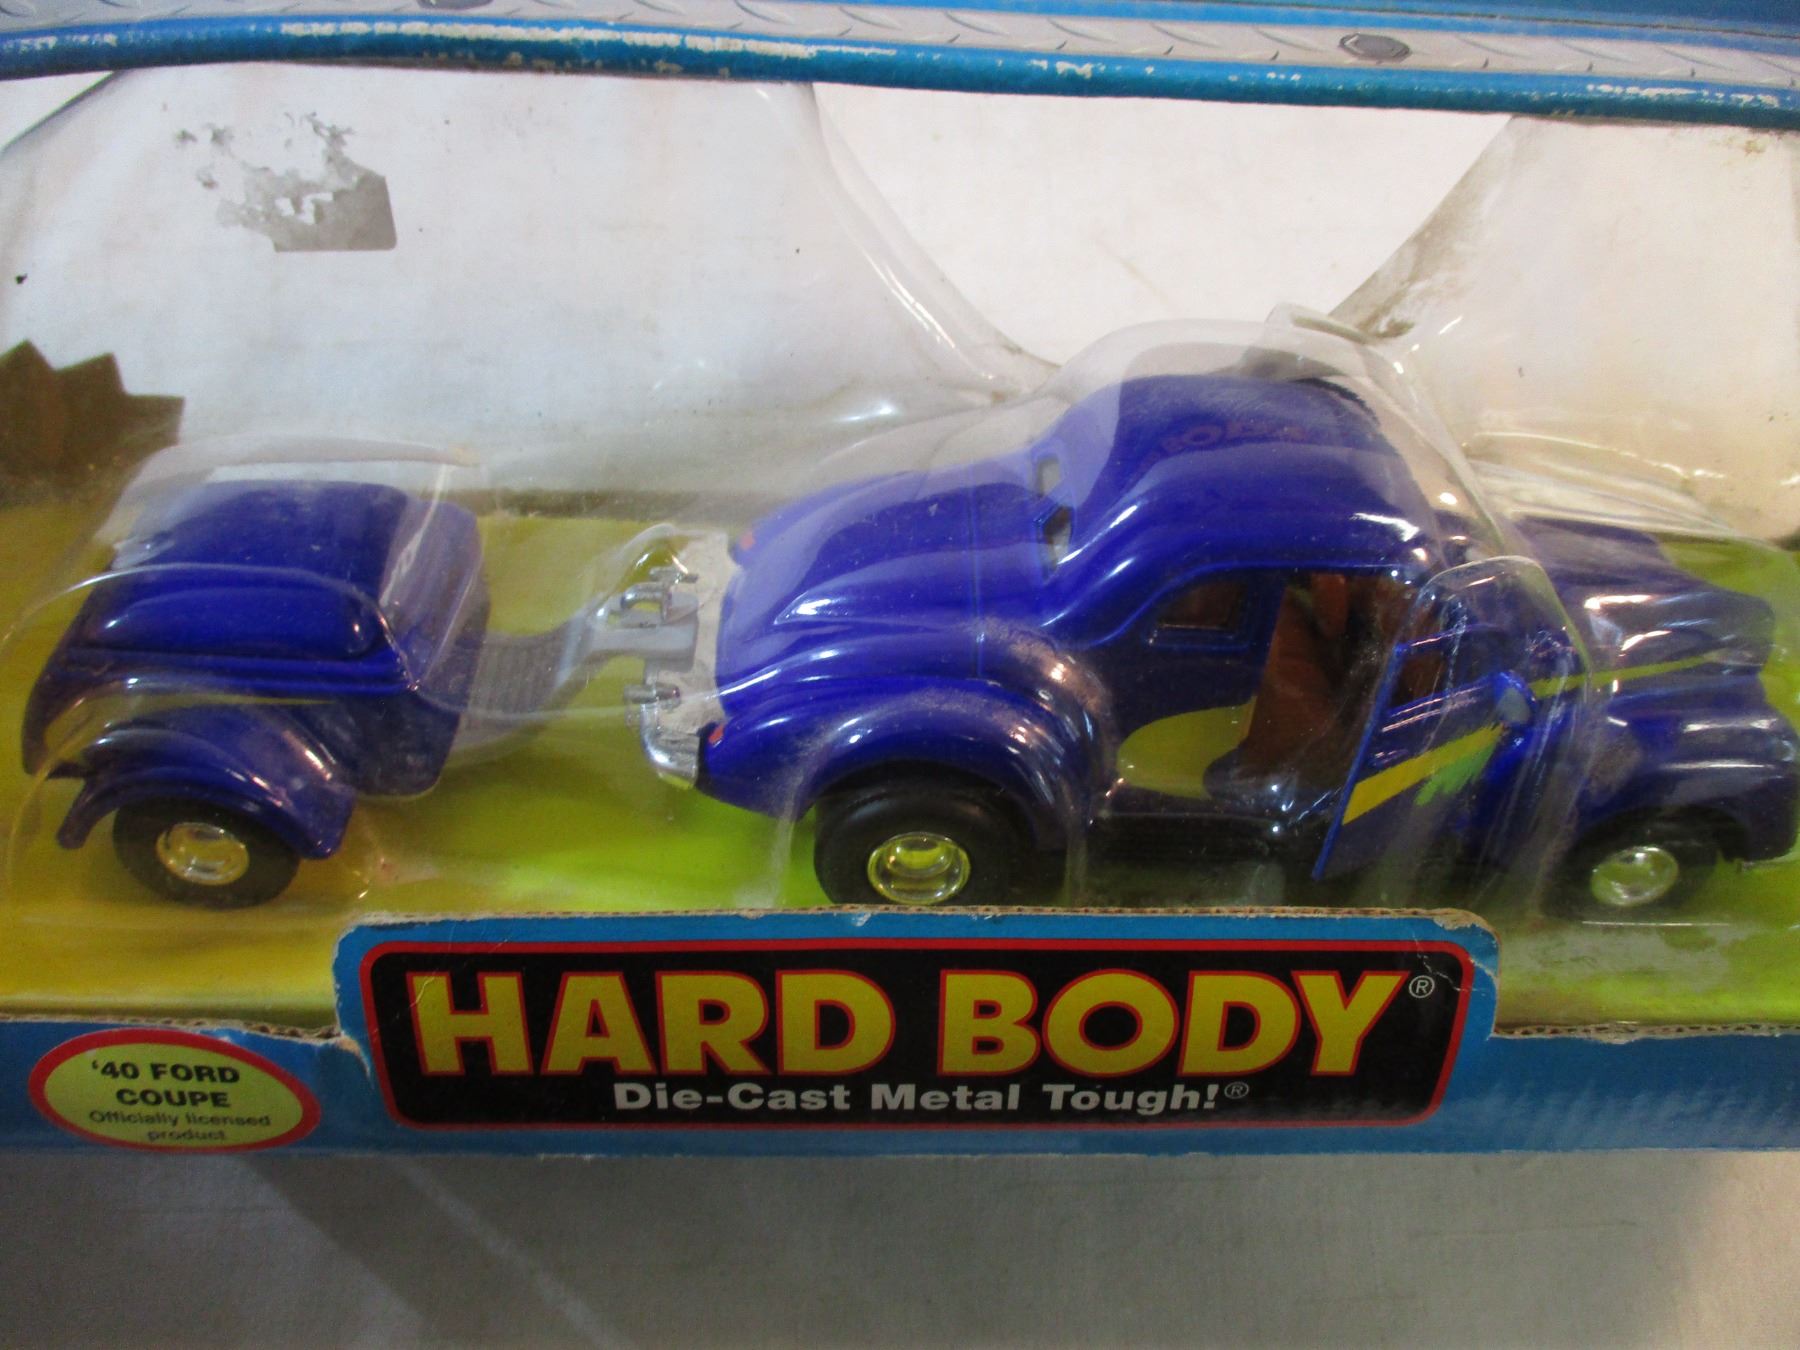 HARD BODY®
Die-Cast Metal Tough!®
'40 FORD
COUPE
Officially licensed
product